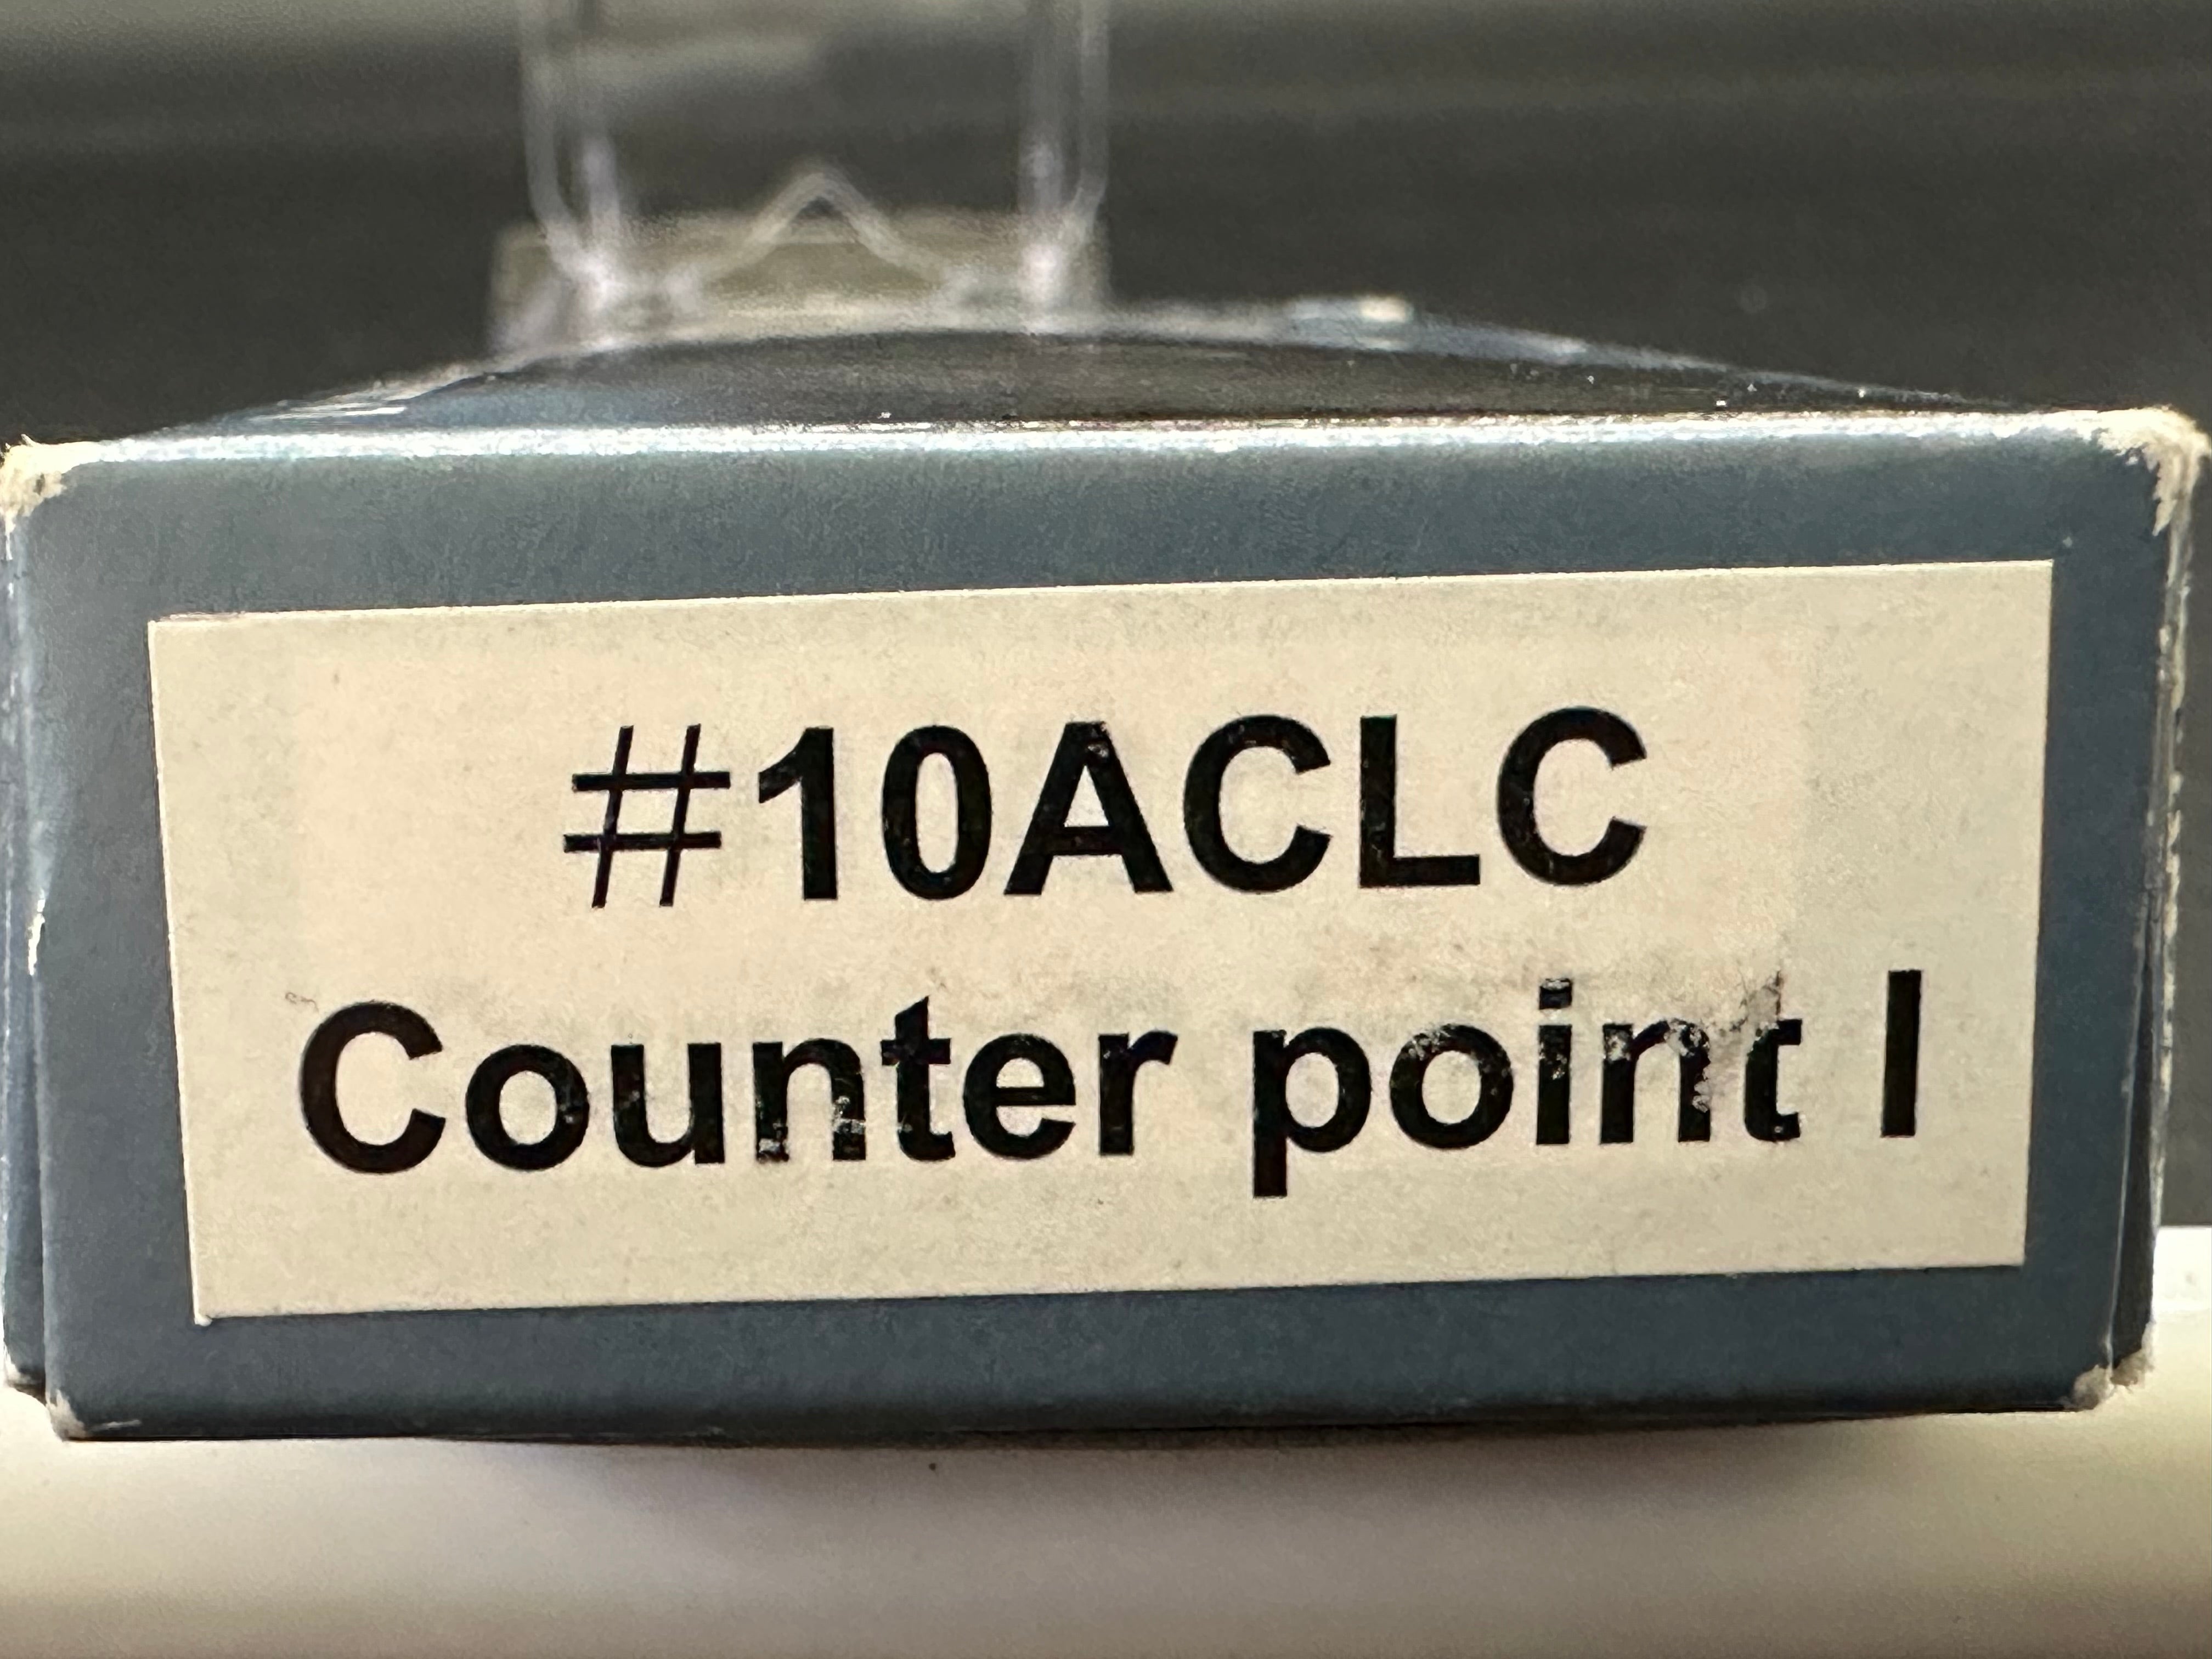 #10ACLC
Counter point I